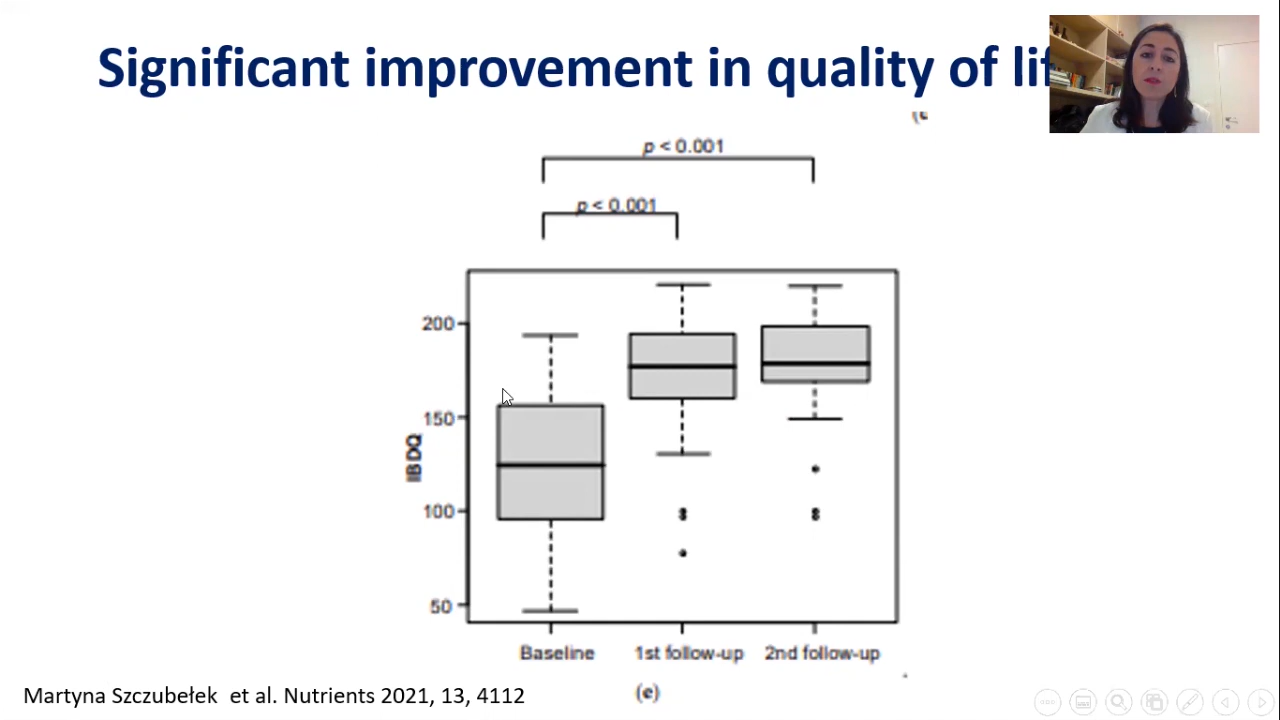 Significant improvement in quality of
p < 0.001
p < 0.001
200
150
100
50
IBDQ
Baseline 1st follow-up 2nd follow-up
(e)
Martyna Szczubełek et al. Nutrients 2021, 13, 4112